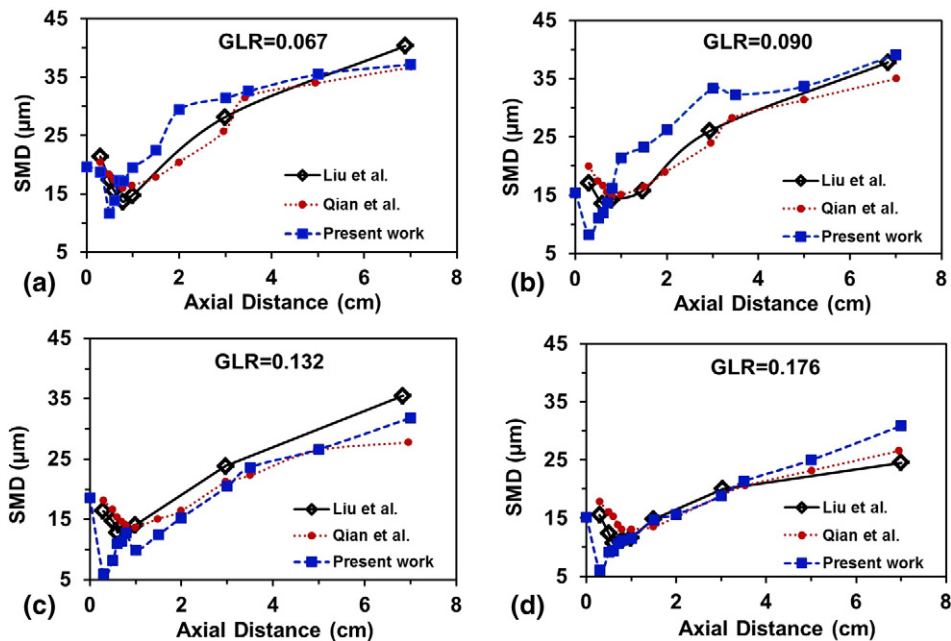 45
GLR=0.067
35
SMD (µm)
25
Liu et al.
15
Qian et al.
Present work
5
0 2 4 6 8
(a)
Axial Distance (cm)
45
GLR=0.090
35
SMD (µm)
25
Liu et al.
15
Qian et al.
Present work
5
0 2 4 6 8
(b)
Axial Distance (cm)
45
GLR=0.132
35
SMD (µm)
25
Liu et al.
15
Qian et al.
Present work
5
0 2 4 6 8
(c)
Axial Distance (cm)
45
GLR=0.176
35
SMD (µm)
25
Liu et al.
15
Qian et al.
Present work
5
0 2 4 6 8
(d)
Axial Distance (cm)